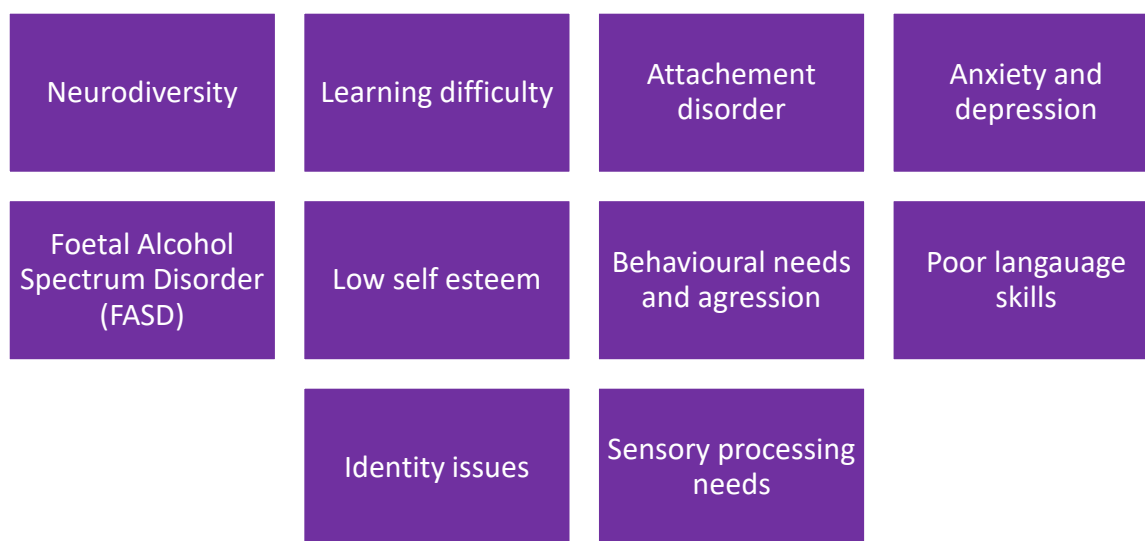 Neurodiversity
Learning difficulty
Attachement
disorder
Anxiety and
depression
Foetal Alcohol
Spectrum Disorder
(FASD)
Low self esteem
Behavioural needs
and agression
Poor langauage
skills
Identity issues
Sensory processing
needs